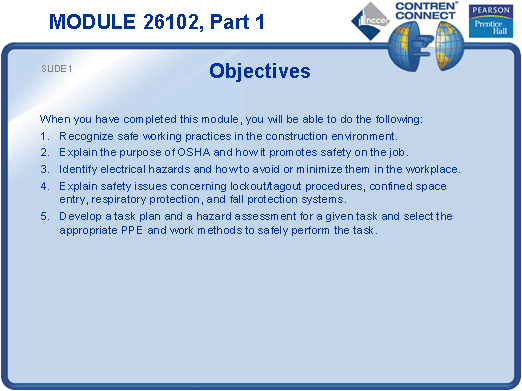 MODULE 26102, Part 1
nccer
CONTREN®
CONNECT
PEARSON
Prentice
Hall
SLIDE 1
Objectives
When you have completed this module, you will be able to do the following:
1. Recognize safe working practices in the construction environment.
2. Explain the purpose of OSHA and how it promotes safety on the job.
3. Identify electrical hazards and how to avoid or minimize them in the workplace.
4. Explain safety issues concerning lockout/tagout procedures, confined space
entry, respiratory protection, and fall protection systems.
5. Develop a task plan and a hazard assessment for a given task and select the
appropriate PPE and work methods to safely perform the task.